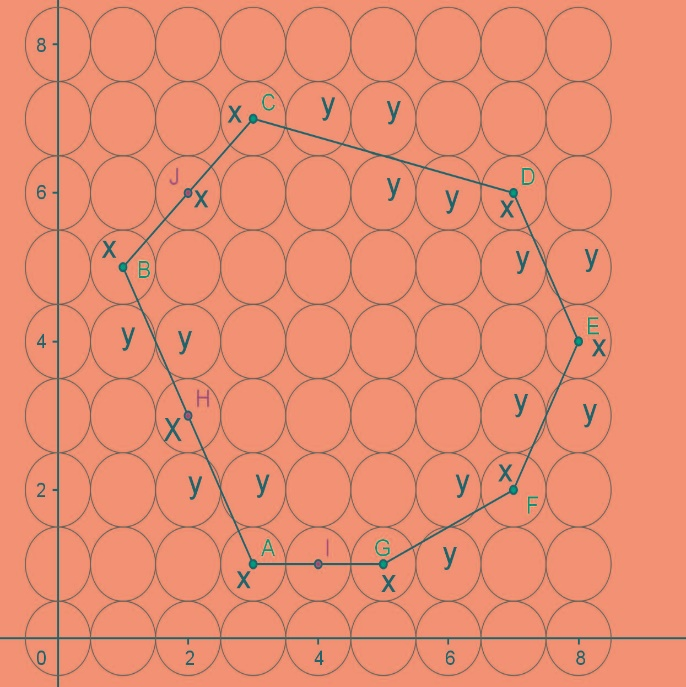 8
x C y y
6 J x y y x D
x B y y
4 y y E x
H X y y
2 y y y x F
A x I G x y
0 2 4 6 8